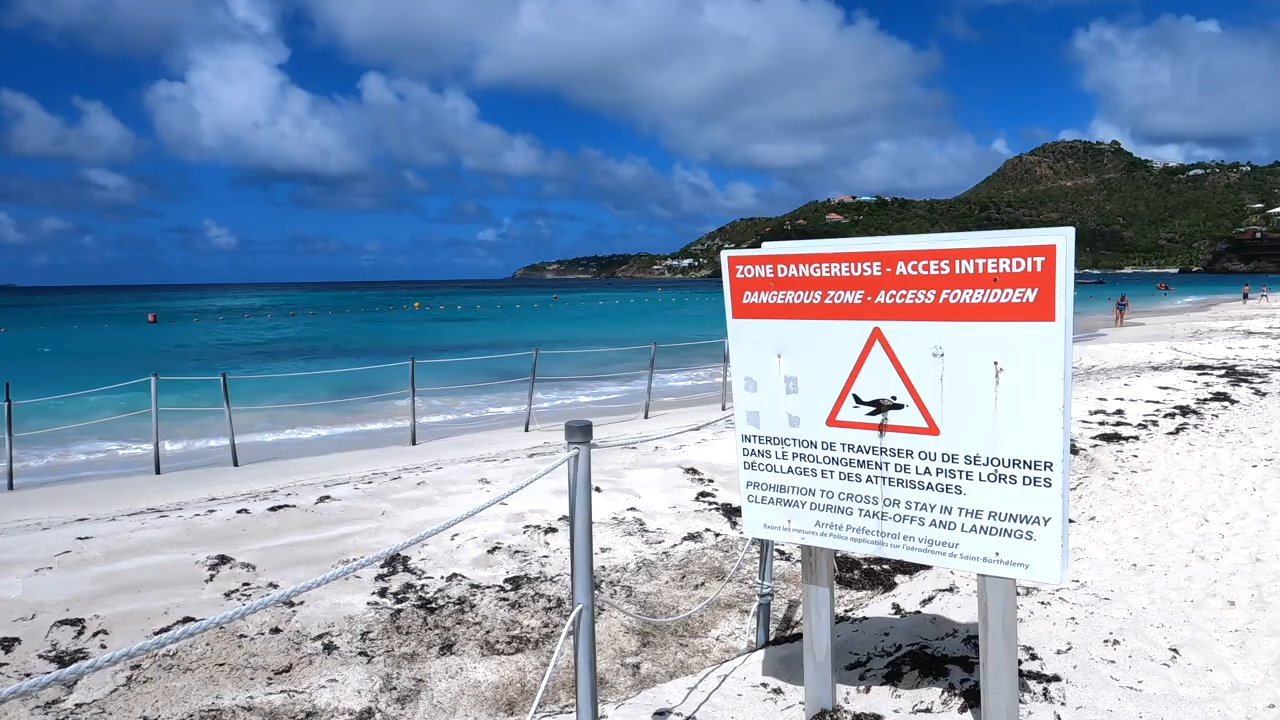 ZONE DANGEREUSE - ACCES INTERDIT
DANGEROUS ZONE - ACCESS FORBIDDEN
INTERDICTION DE TRAVERSER OU DE SÉJOURNER
DANS LE PROLONGEMENT DE LA PISTE LORS DES
DÉCOLLAGES ET DES ATTERISSAGES.
PROHIBITION TO CROSS OR STAY IN THE RUNWAY
CLEARWAY DURING TAKE-OFFS AND LANDINGS.
Arrêté Préfectoral en vigueur
fixant les mesures de Police applicables sur l'aérodrome de Saint-Barthélemy